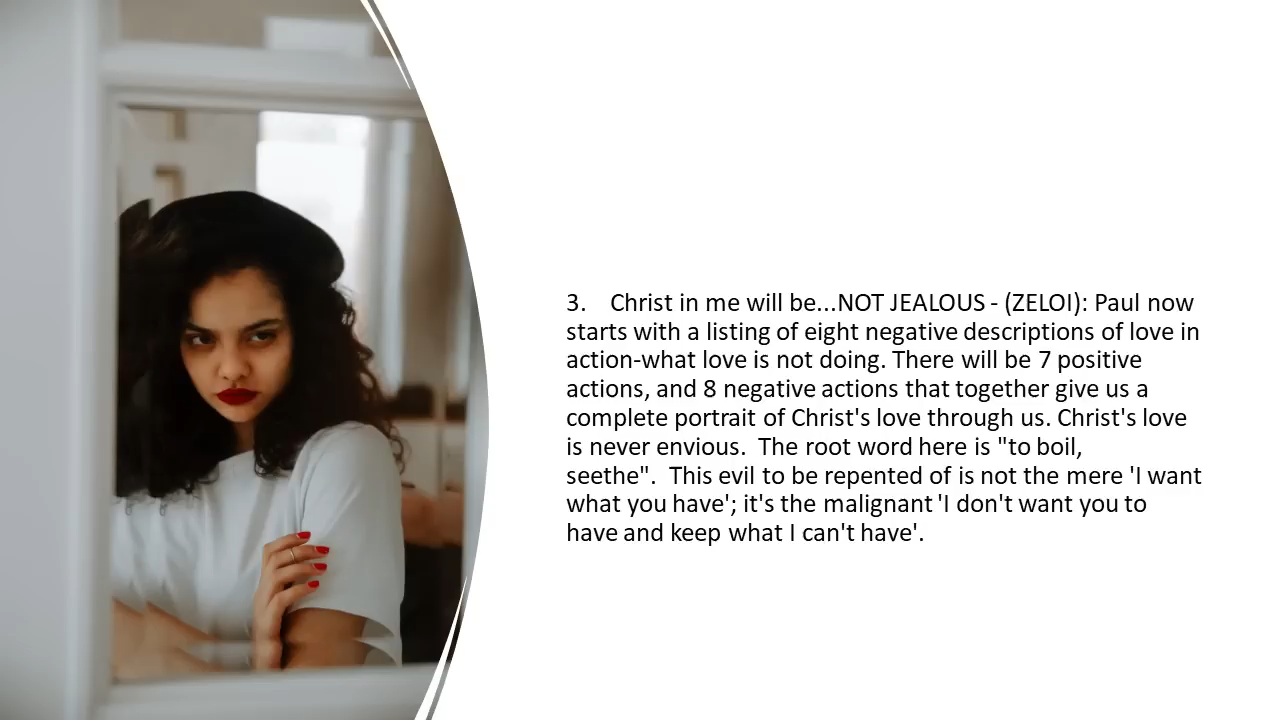 3.    Christ in me will be...NOT JEALOUS - (ZELOI): Paul now
starts with a listing of eight negative descriptions of love in
action-what love is not doing. There will be 7 positive
actions, and 8 negative actions that together give us a
complete portrait of Christ's love through us. Christ's love
is never envious.  The root word here is "to boil,
seethe".  This evil to be repented of is not the mere 'I want
what you have'; it's the malignant 'I don't want you to
have and keep what I can't have'.